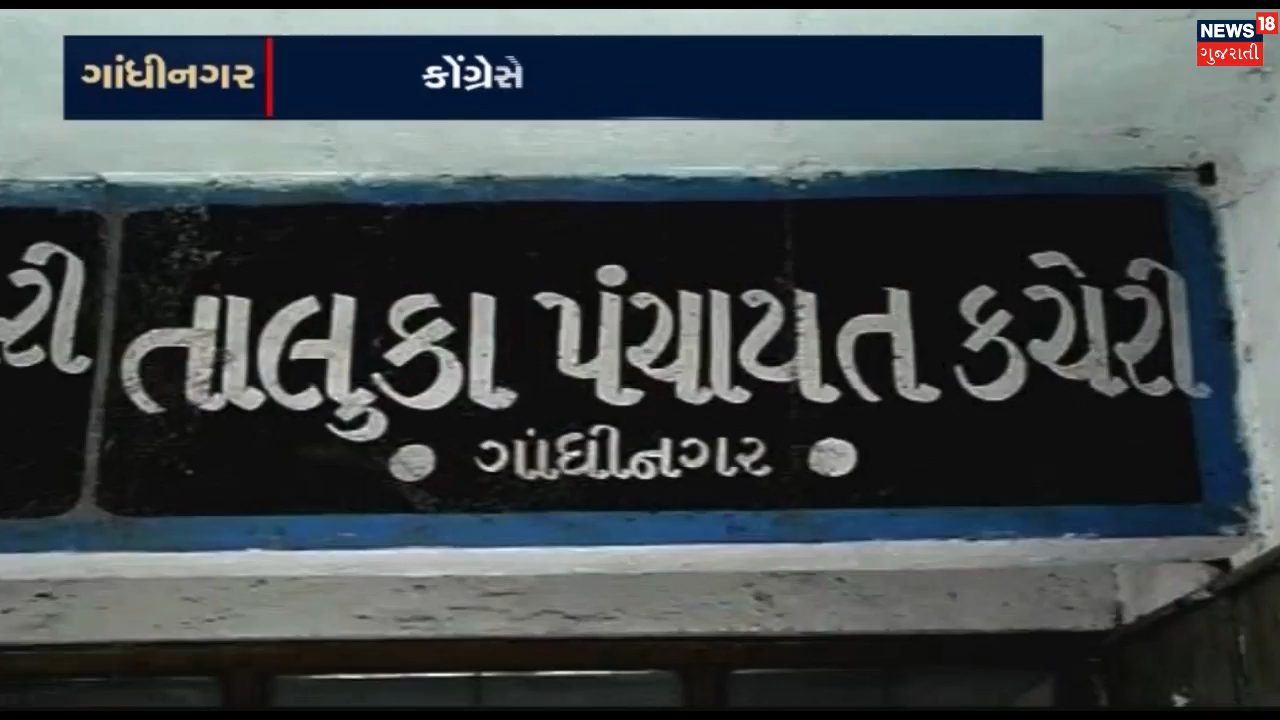 NEWS 18
ગુજરાતી
ગાંધીનગર કોંગ્રેસે
રી
તાલુકા પંચાયત કચેરી
ગાંધીનગર